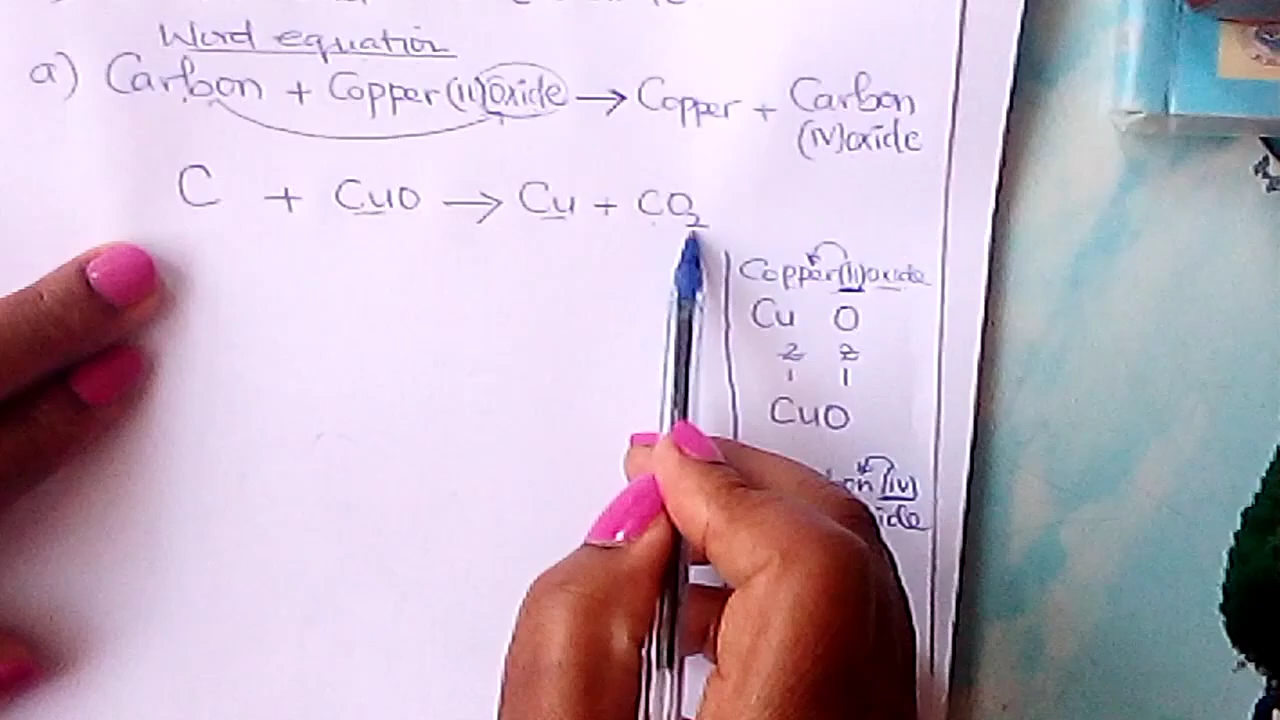 Word equation
a) Carbon + Copper(II)oxide → Copper + Carbon
(IV)oxide
C + CuO → Cu + CO2
Copper(II)oxide
Cu O
2 2
1 1
CuO
(IV)